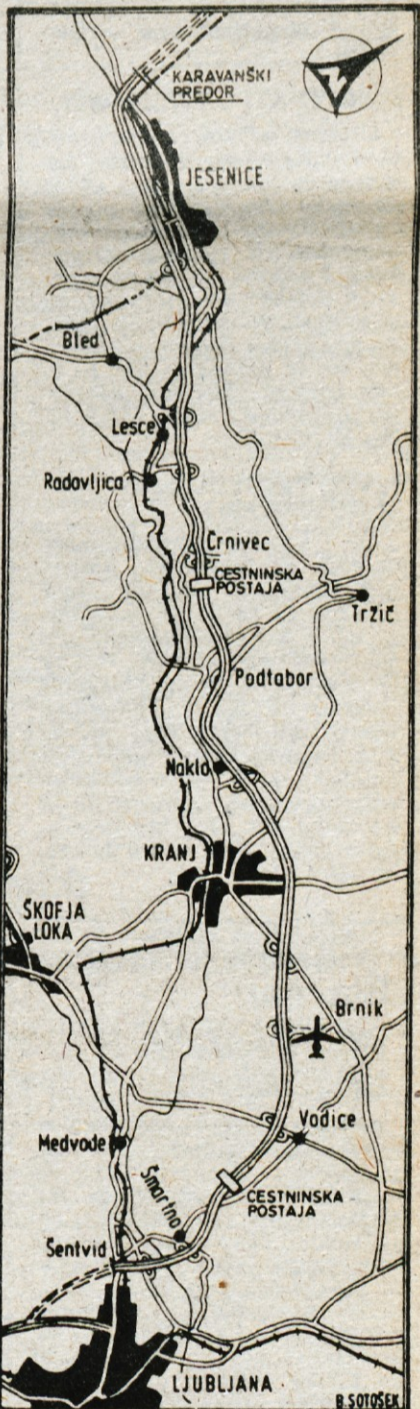 KARAVANŠKI
PREDOR
JESENICE
Bled
Lesce
Radovljica
Črnivec
CESTNINSKA
POSTAJA
Tržič
Podtabor
Naklo
KRANJ
ŠKOFJA
LOKA
Brnik
Vodice
Medvode
Šmartno
CESTNINSKA
POSTAJA
Šentvid
LJUBLJANA
B.SOTOŠEK